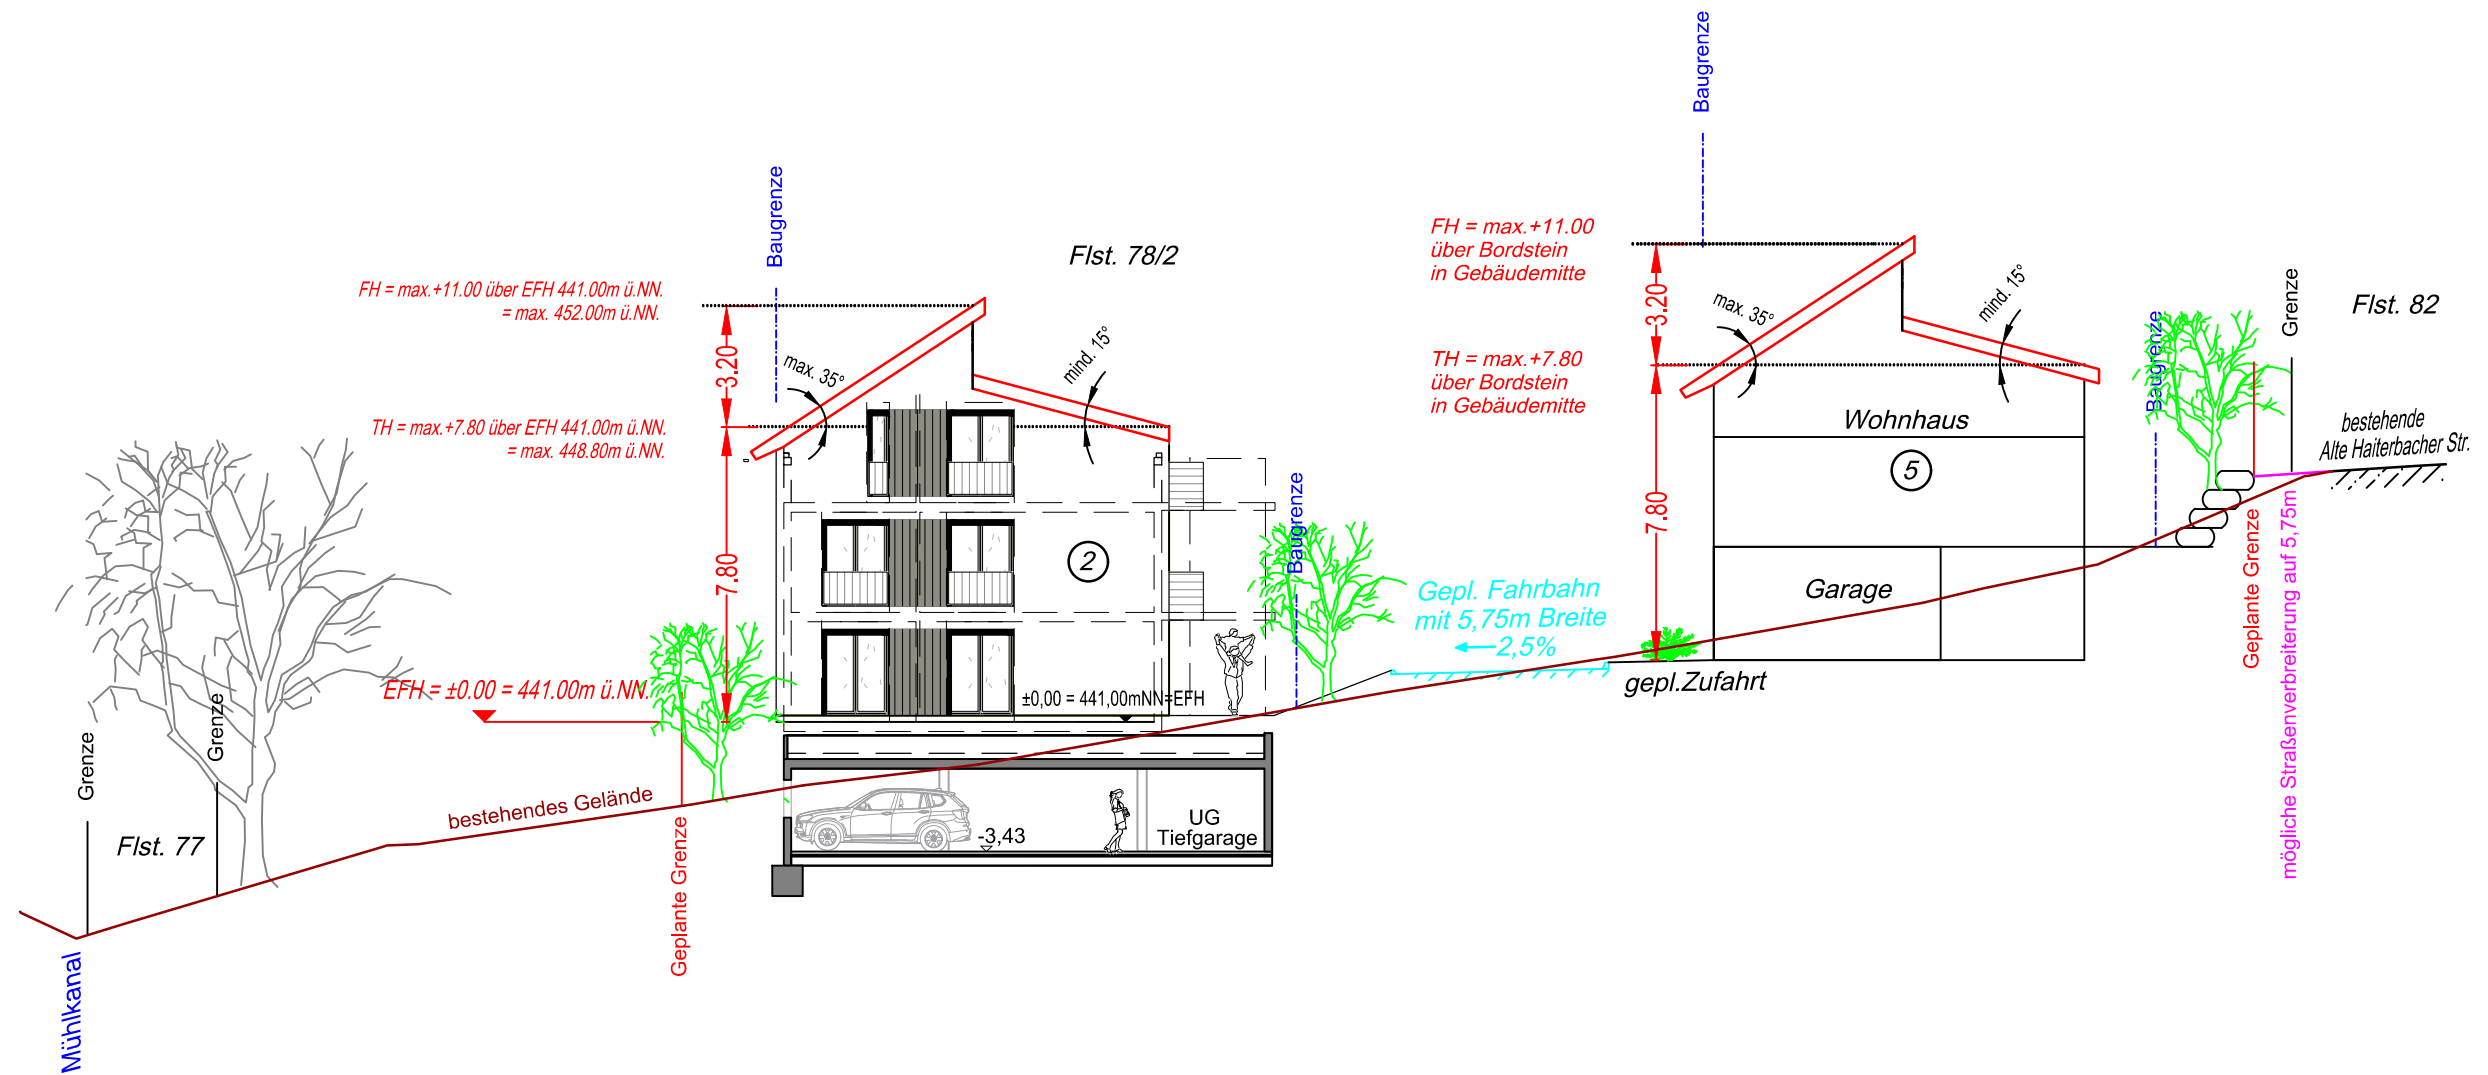 Baugrenze
Baugrenze
Flst. 78/2
FH = max.+11.00 über EFH 441.00m ü.NN.
= max. 452.00m ü.NN.
3.20
max. 35°
mind. 15°
TH = max.+7.80 über EFH 441.00m ü.NN.
= max. 448.80m ü.NN.
7.80
2
EFH = ±0.00 = 441.00m ü.NN.
±0,00 = 441,00mNN=EFH
Baugrenze
FH = max.+11.00
über Bordstein
in Gebäudemitte
3.20
max. 35°
mind. 15°
TH = max.+7.80
über Bordstein
in Gebäudemitte
7.80
Wohnhaus
5
Garage
Gepl. Fahrbahn
mit 5,75m Breite
2,5%
gepl.Zufahrt
Baugrenze
Grenze
Flst. 82
bestehende
Alte Haiterbacher Str.
Geplante Grenze
mögliche Straßenverbreiterung auf 5,75m
Grenze
Grenze
Flst. 77
bestehendes Gelände
Geplante Grenze
-3,43
UG
Tiefgarage
Mühlkanal